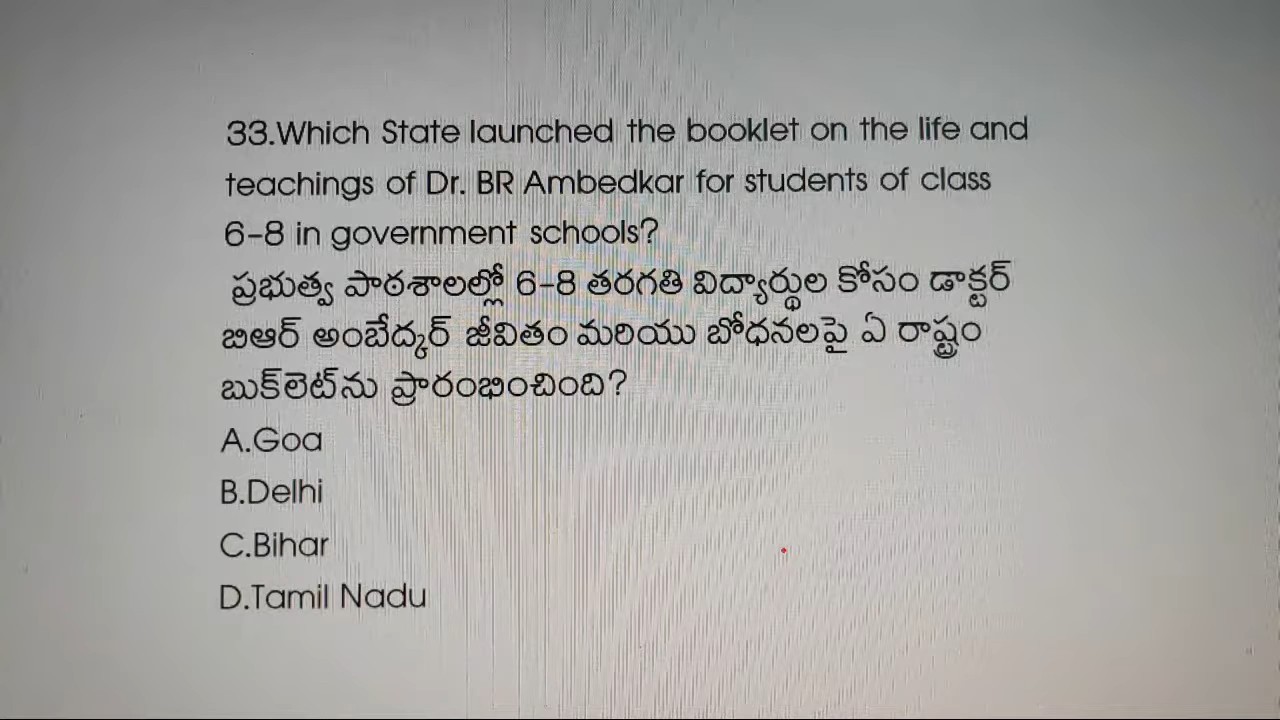 33.Which State launched the booklet on the life and
teachings of Dr. BR Ambedkar for students of class
6-8 in government schools?
ప్రభుత్వ పాఠశాలల్లో 6-8 తరగతి విద్యార్థుల కోసం డాక్టర్
బిఆర్ అంబేద్కర్ జీవితం మరియు బోధనలపై ఏ రాష్ట్రం
బుక్‌లెట్‌ను ప్రారంభించింది?
A.Goa
B.Delhi
C.Bihar
D.Tamil Nadu